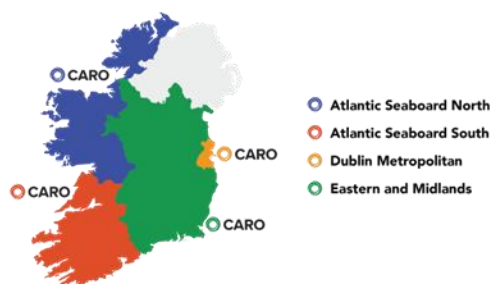 CARO
CARO
CARO
CARO
Atlantic Seaboard North
Atlantic Seaboard South
Dublin Metropolitan
Eastern and Midlands